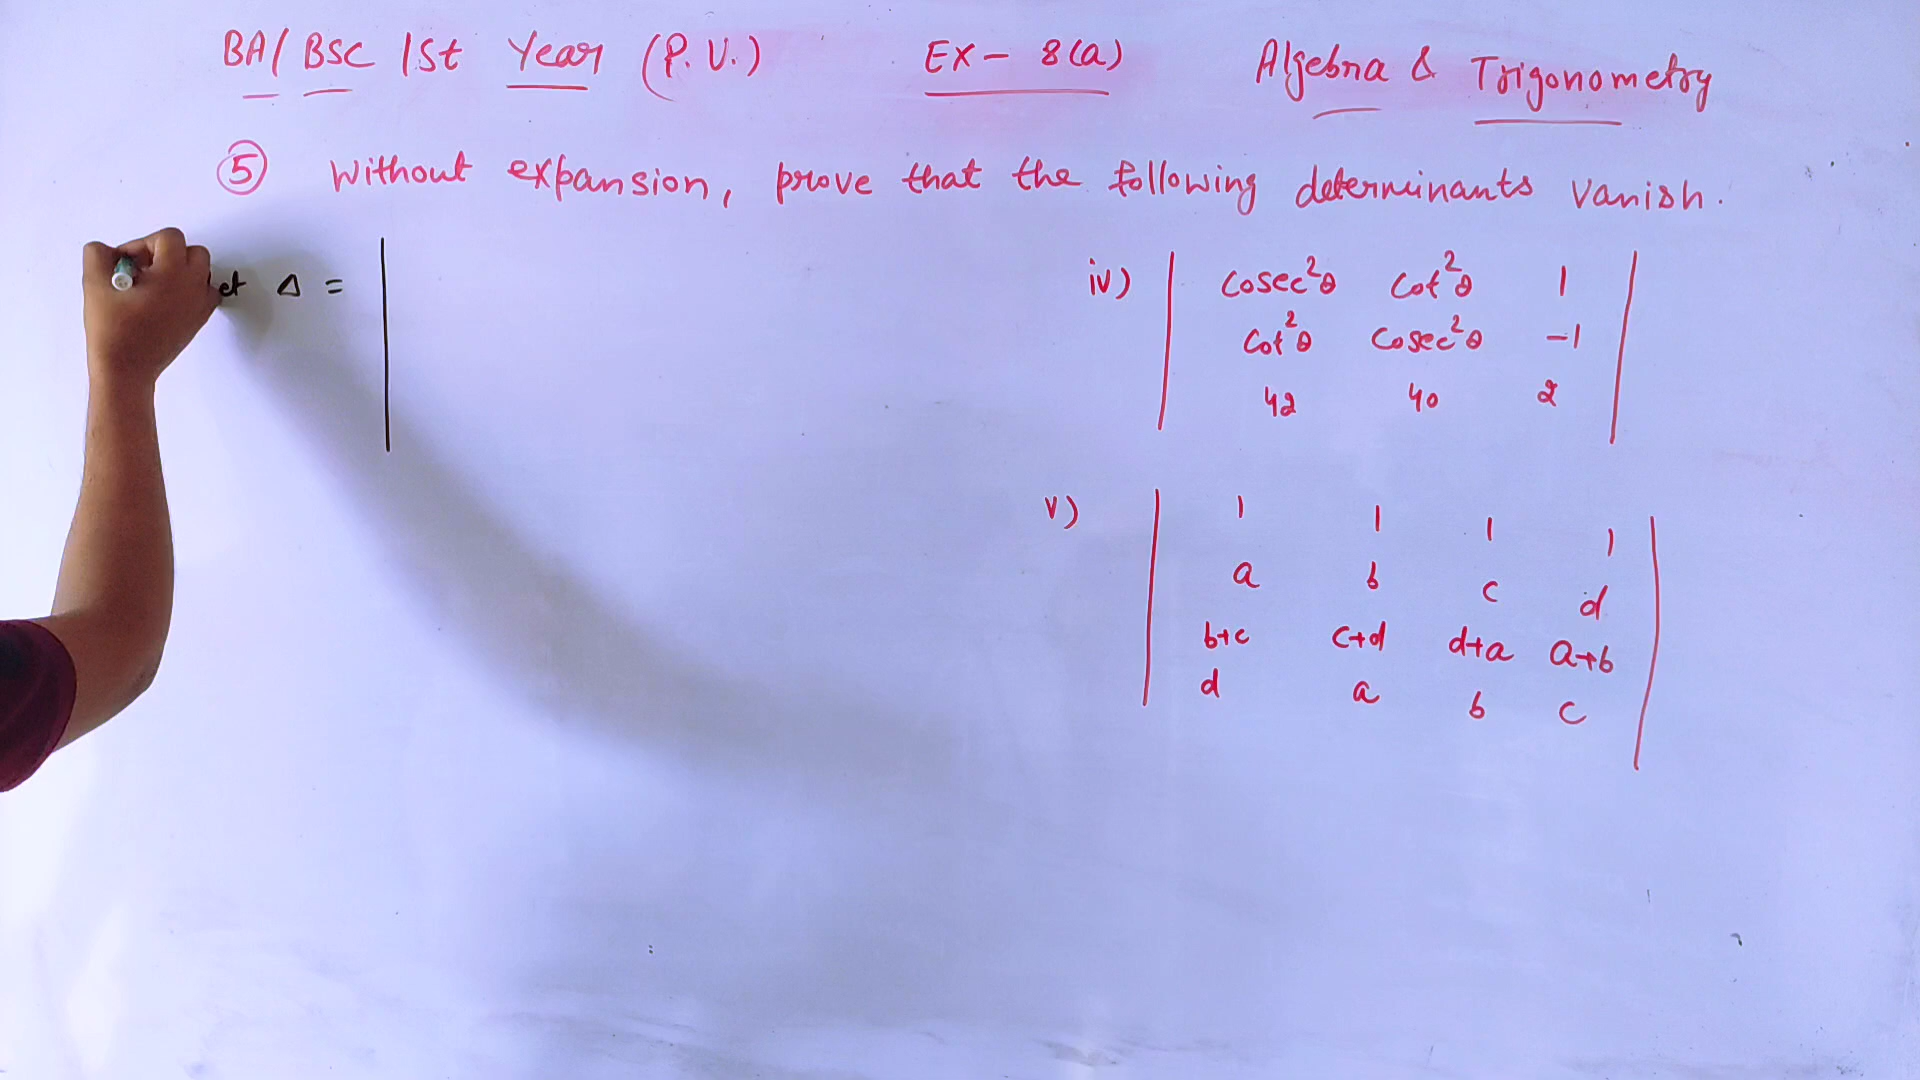 BA/ BSC 1St Year (P.U.) EX- 8(a) Algebra & Trigonometry
5 Without expansion, prove that the following determinants vanish.
et Δ = |
iv) | Cosec²θ Cot²θ 1 |
Cot²θ Cosec²θ -1
42 40 2
v) | 1 1 1 1 |
a b c d
b+c c+d d+a a+b
d a b c